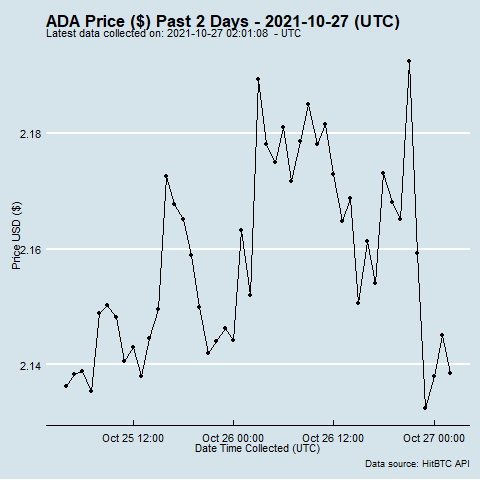 ADA Price ($) Past 2 Days - 2021-10-27 (UTC)
Latest data collected on: 2021-10-27 02:01:08  - UTC
2.18
2.16
2.14
Price USD ($)
Oct 25 12:00
Oct 26 00:00
Oct 26 12:00
Oct 27 00:00
Date Time Collected (UTC)
Data source: HitBTC API